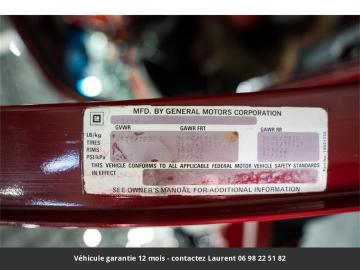 GM
MFD. BY GENERAL MOTORS CORPORATION
GVWR GAWR FRT GAWR RR
LB/kg
TIRES
RIMS
PSI/kPa
THIS VEHICLE CONFORMS TO ALL APPLICABLE FEDERAL MOTOR VEHICLE SAFETY STANDARDS
IN EFFECT
SEE OWNER'S MANUAL FOR ADDITIONAL INFORMATION
Véhicule garantie 12 mois - contactez Laurent 06 98 22 51 82